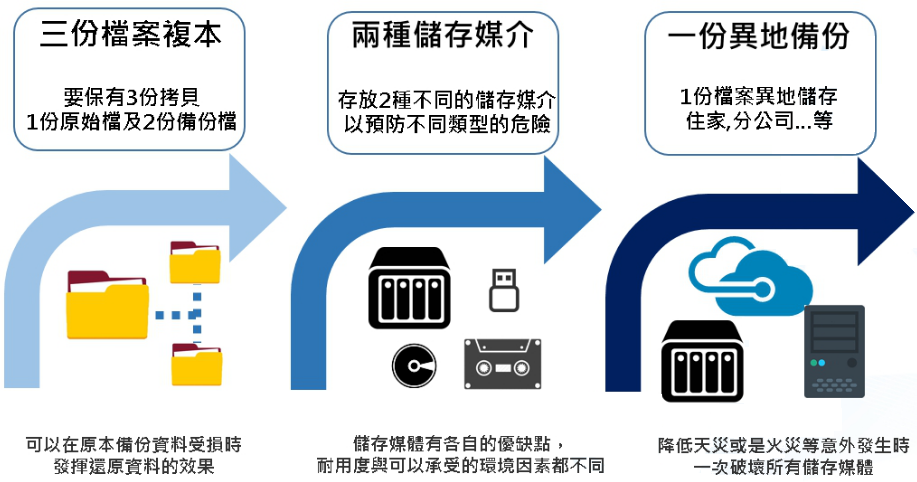 三份檔案複本
要保有3份拷貝
1份原始檔及2份備份檔
可以在原本備份資料受損時
發揮還原資料的效果
兩種儲存媒介
存放2種不同的儲存媒介
以預防不同類型的危險
儲存媒體有各自的優缺點，
耐用度與可以承受的環境因素都不同
一份異地備份
1份檔案異地儲存
住家,分公司...等
降低天災或是火災等意外發生時
一次破壞所有儲存媒體